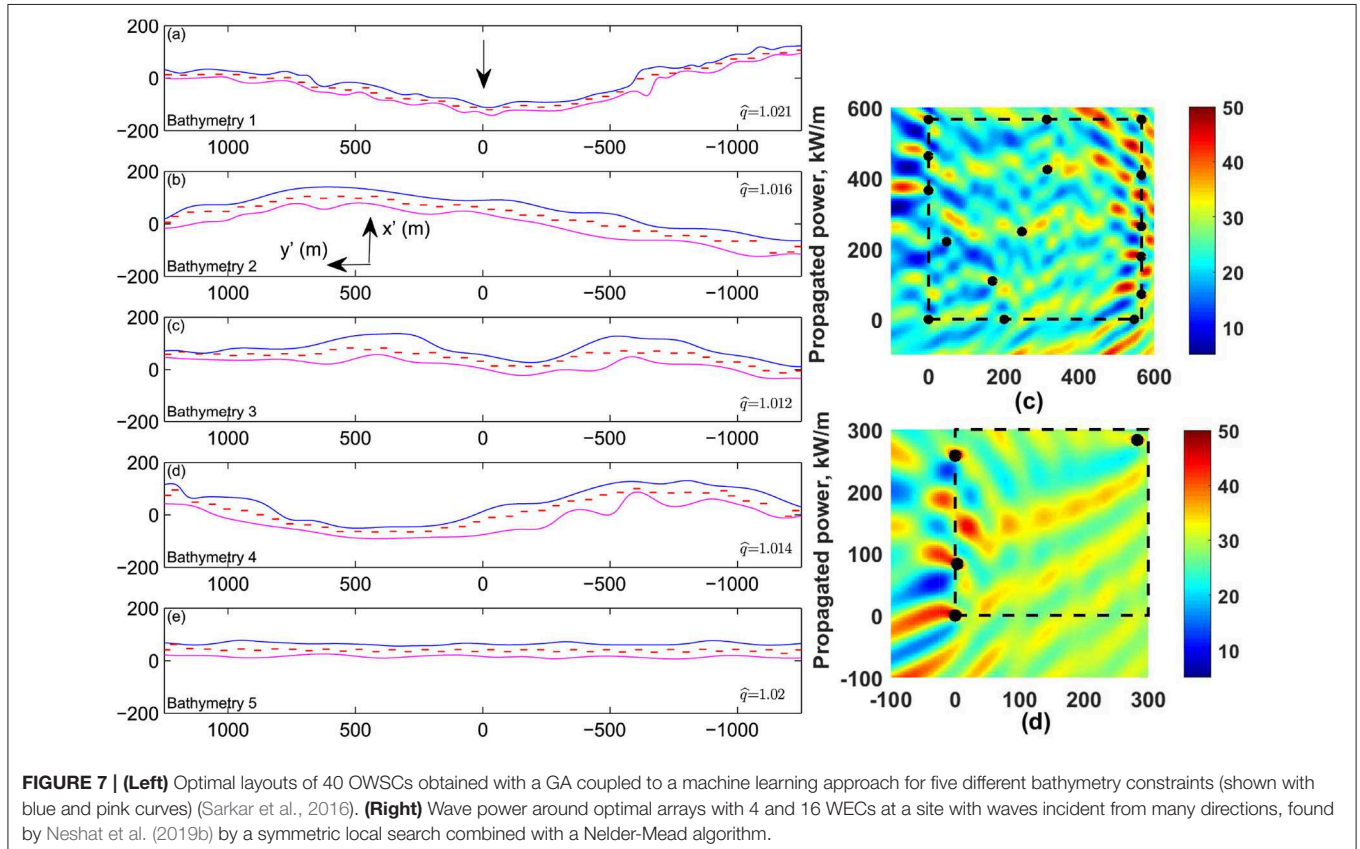 200
(a)
0
−200
Bathymetry 1
q̂=1.021
1000 500 0 −500 −1000
200
(b)
0
−200
Bathymetry 2
q̂=1.016
x' (m)
y' (m)
1000 500 0 −500 −1000
200
(c)
0
−200
Bathymetry 3
q̂=1.012
1000 500 0 −500 −1000
200
(d)
0
−200
Bathymetry 4
q̂=1.014
1000 500 0 −500 −1000
200
(e)
0
−200
Bathymetry 5
q̂=1.02
1000 500 0 −500 −1000
Propagated power, kW/m
600
400
200
0
0 200 400 600
(c)
50
40
30
20
10
Propagated power, kW/m
300
200
100
0
-100
-100 0 100 200 300
(d)
50
40
30
20
10
FIGURE 7 | (Left) Optimal layouts of 40 OWSCs obtained with a GA coupled to a machine learning approach for five different bathymetry constraints (shown with
blue and pink curves) (Sarkar et al., 2016). (Right) Wave power around optimal arrays with 4 and 16 WECs at a site with waves incident from many directions, found
by Neshat et al. (2019b) by a symmetric local search combined with a Nelder-Mead algorithm.